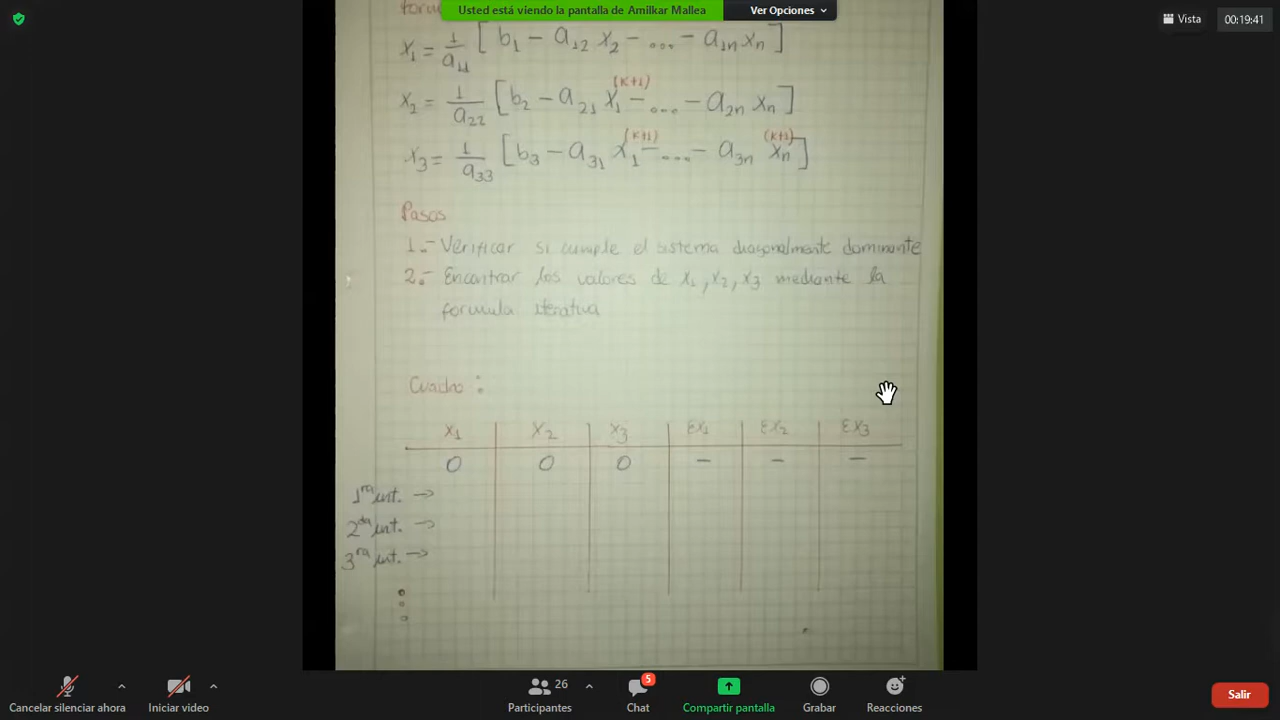 Usted está viendo la pantalla de Amilkar Mallea
Ver Opciones
Vista
00:19:41
x₁ = 1/a₁₁ [ b₁ - a₁₂ x₂ - ... - a₁ₙ xₙ ]
x₂ = 1/a₂₂ [ b₂ - a₂₁ x₁^(K+1) - ... - a₂ₙ xₙ ]
x₃ = 1/a₃₃ [ b₃ - a₃₁ x₁^(K+1) - ... - a₃ₙ xₙ^(K+1) ]
Pasos
1.- Verificar si cumple el sistema diagonalmente dominante
2.- Encontrar los valores de x₁, x₂, x₃ mediante la
formula iterativa
Cuadro :
x₁ x₂ x₃ Ex₁ Ex₂ Ex₃
0 0 0 - - -
1ra int. →
2da int. →
3ra int. →
Cancelar silenciar ahora
Iniciar video
26
Participantes
5
Chat
Compartir pantalla
Grabar
Reacciones
Salir